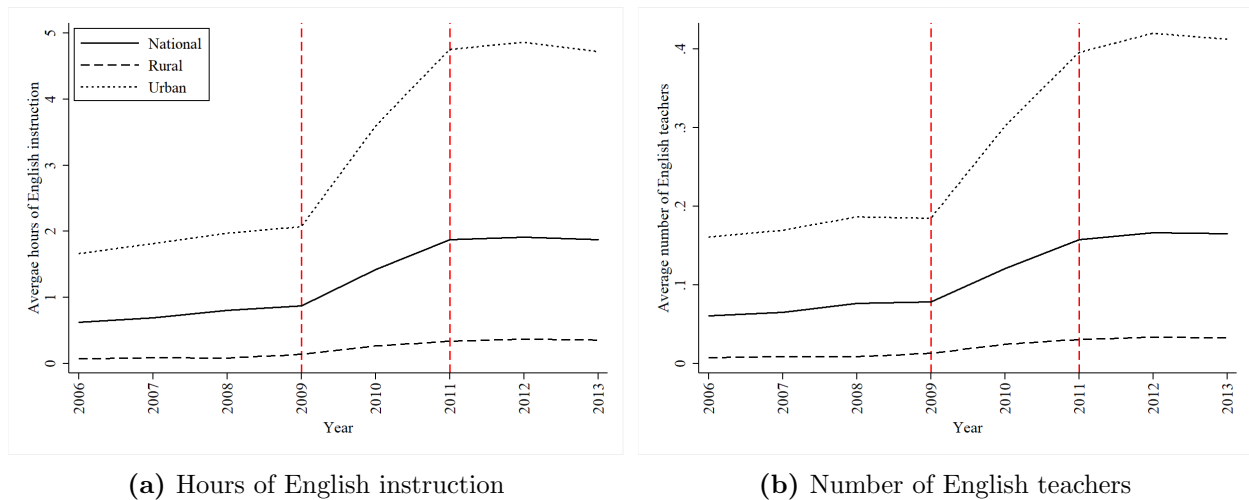 National
Rural
Urban
Avergae hours of English instruction
5
4
3
2
1
0
2006 2007 2008 2009 2010 2011 2012 2013
Year
Average number of English teachers
.4
.3
.2
.1
0
2006 2007 2008 2009 2010 2011 2012 2013
Year
(a) Hours of English instruction
(b) Number of English teachers